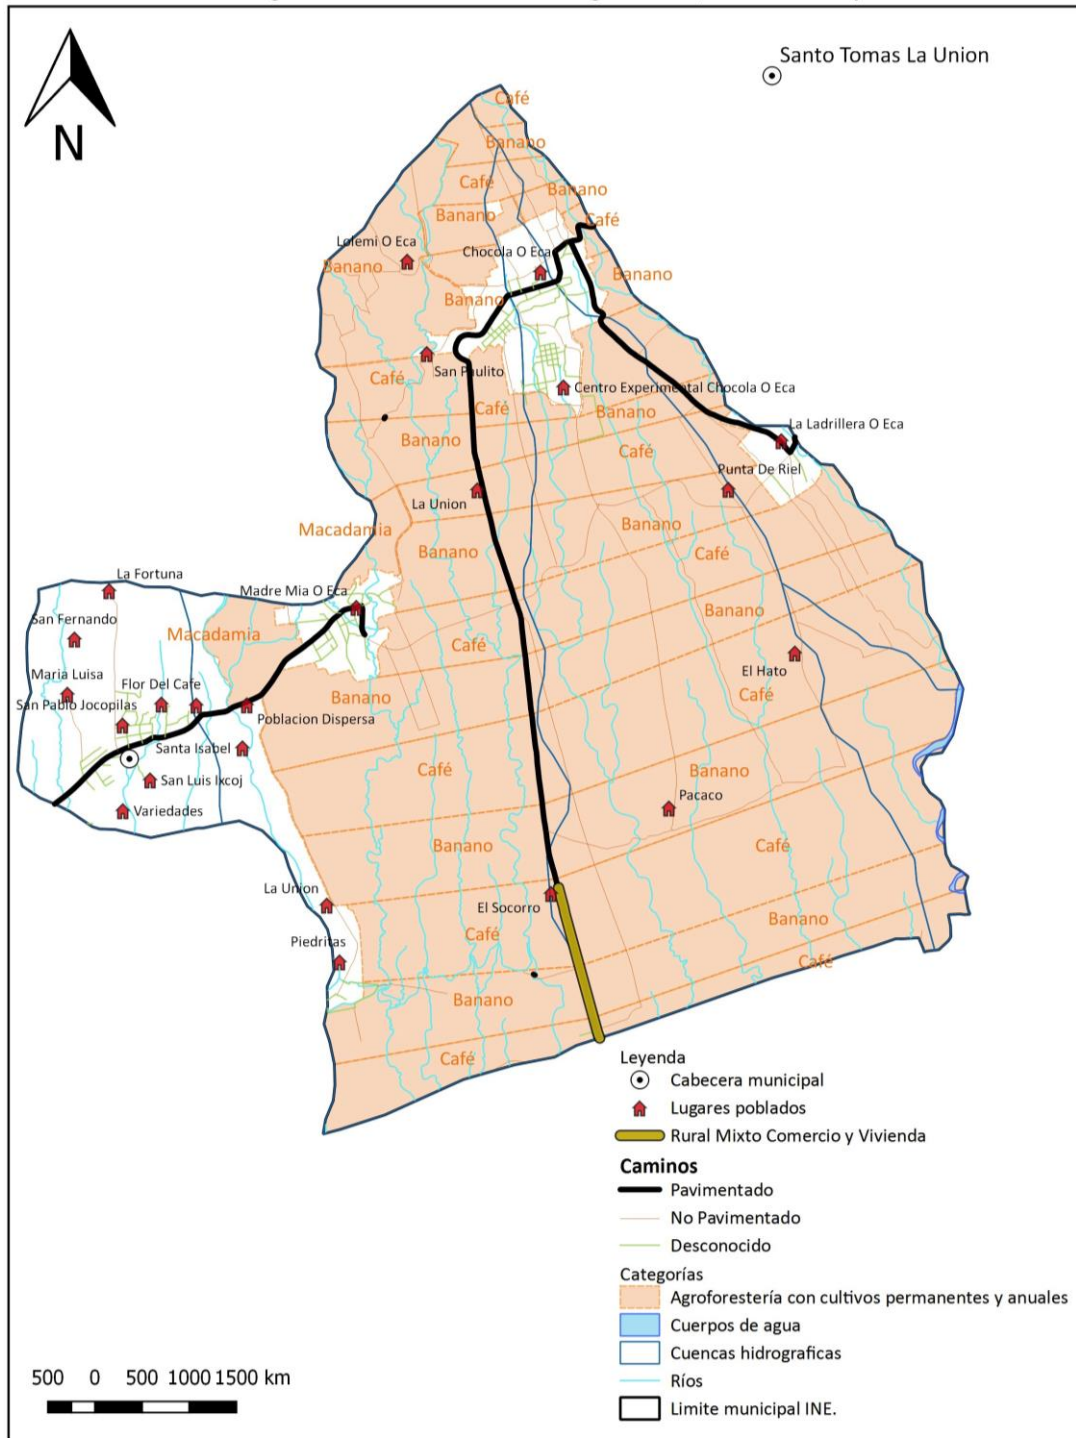 Santo Tomas La Union
N
Café
Banano
Café
Banano
Banano
Café
Lolemi O Eca
Chocola O Eca
Banano
Banano
Banano
San Paulito
Café
Centro Experimental Chocola O Eca
Café
Banano
La Ladrillera O Eca
Banano
Café
Punta De Riel
La Union
Banano
Macadamia
Banano
Café
La Fortuna
Madre Mia O Eca
San Fernando
Banano
Macadamia
Café
Maria Luisa
El Hato
Flor Del Cafe
San Pablo Jocopilas
Banano
Café
Poblacion Dispersa
Santa Isabel
Café
Banano
San Luis Ixcoj
Pacaco
Variedades
Banano
Café
La Union
El Socorro
Banano
Piedritas
Café
Café
Banano
Café
Leyenda
Cabecera municipal
Lugares poblados
Rural Mixto Comercio y Vivienda
Caminos
Pavimentado
No Pavimentado
Desconocido
Categorías
Agroforestería con cultivos permanentes y anuales
Cuerpos de agua
Cuencas hidrograficas
Ríos
Limite municipal INE.
500 0 500 1000 1500 km